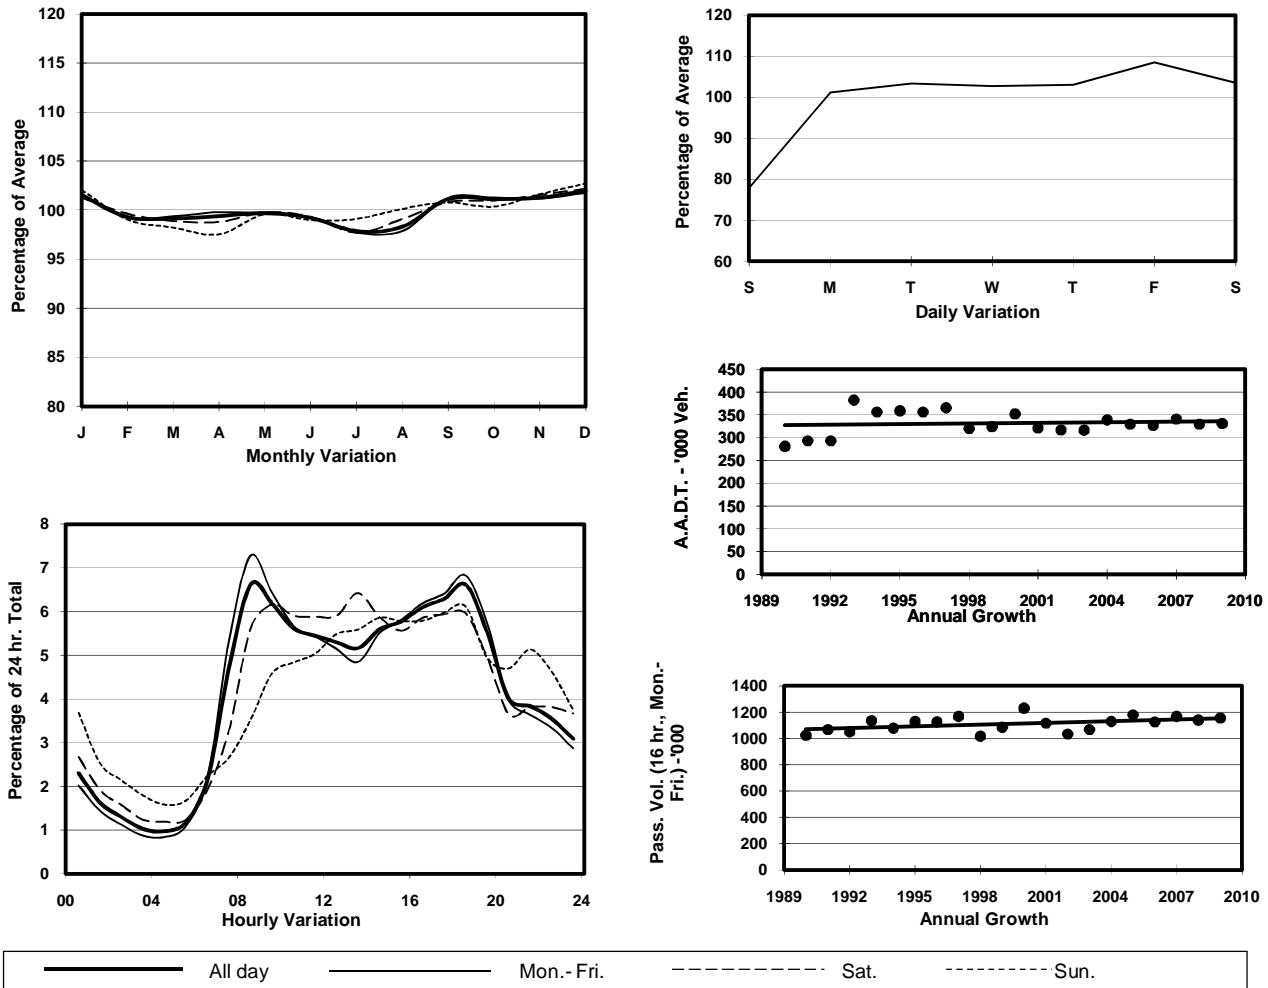 120
115
110
105
100
95
90
85
80
Percentage of Average
J F M A M J J A S O N D
Monthly Variation
120
110
100
90
80
70
60
Percentage of Average
S M T W T F S
Daily Variation
450
400
350
300
250
200
150
100
50
0
A.A.D.T. - '000 Veh.
1989 1992 1995 1998 2001 2004 2007 2010
Annual Growth
8
7
6
5
4
3
2
1
0
Percentage of 24 hr. Total
00 04 08 12 16 20 24
Hourly Variation
1400
1200
1000
800
600
400
200
0
Pass. Vol. (16 hr., Mon.-
Fri.) -'000
1989 1992 1995 1998 2001 2004 2007 2010
Annual Growth
All day Mon.- Fri. Sat. Sun.